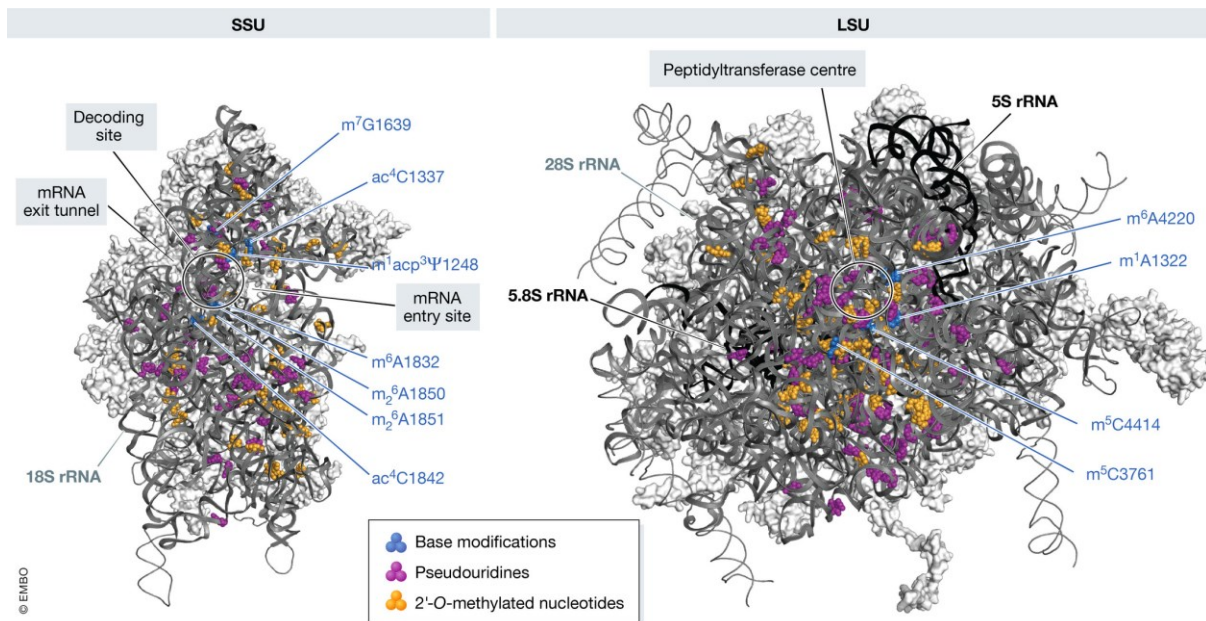 SSU
LSU
Decoding
site
mRNA
exit tunnel
m⁷G1639
ac⁴C1337
m¹acp³Ψ1248
mRNA
entry site
m⁶A1832
m₂⁶A1850
m₂⁶A1851
ac⁴C1842
18S rRNA
Peptidyltransferase centre
5S rRNA
28S rRNA
m⁶A4220
m¹A1322
5.8S rRNA
m⁵C4414
m⁵C3761
Base modifications
Pseudouridines
2'-O-methylated nucleotides
© EMBO